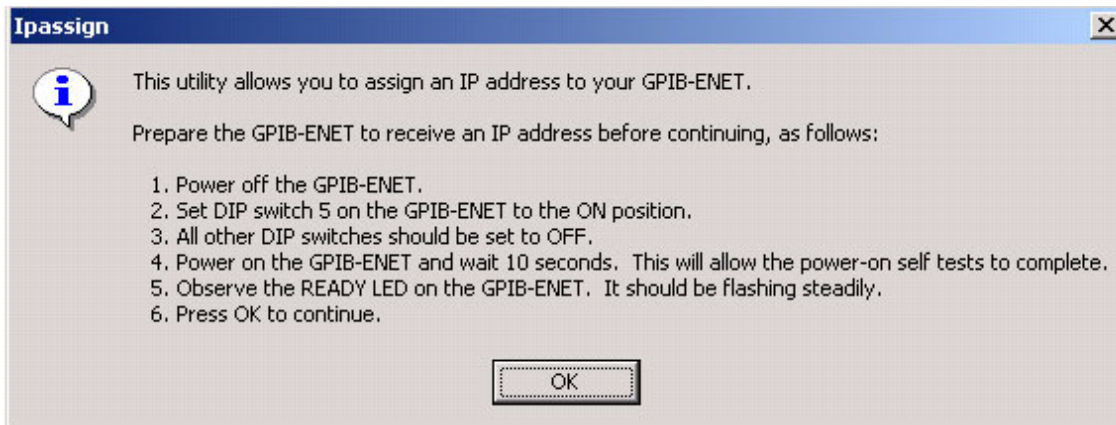 Ipassign
This utility allows you to assign an IP address to your GPIB-ENET.
Prepare the GPIB-ENET to receive an IP address before continuing, as follows:
1. Power off the GPIB-ENET.
2. Set DIP switch 5 on the GPIB-ENET to the ON position.
3. All other DIP switches should be set to OFF.
4. Power on the GPIB-ENET and wait 10 seconds.  This will allow the power-on self tests to complete.
5. Observe the READY LED on the GPIB-ENET.  It should be flashing steadily.
6. Press OK to continue.
OK